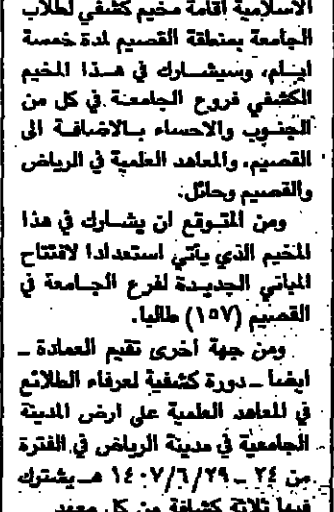 الاسلامية اقامة مخيم كشفي لطلاب
الجامعة بمنطقة القصيم لمدة خمسة
ايام، وسيشارك في هذا المخيم
الكشفي فروع الجامعة في كل من
الجنوب والاحساء بالاضافة الى
القصيم، والمعاهد العلمية في الرياض
والقصيم وحائل.
ومن المتوقع ان يشارك في هذا
المخيم الذي يأتي استعدادا لافتتاح
المباني الجديدة لفرع الجامعة في
القصيم (١٥٧) طالبا.
ومن جهة اخرى تقيم العمادة ـ
ايضا ـ دورة كشفية لعرفاء الطلائع
في المعاهد العلمية على ارض المدينة
الجامعية في مدينة الرياض في الفترة
من ٢٤ ـ ١٤٠٧/٦/٢٩ هـ يشترك
فيها ثلاثة كشافة من كل معهد